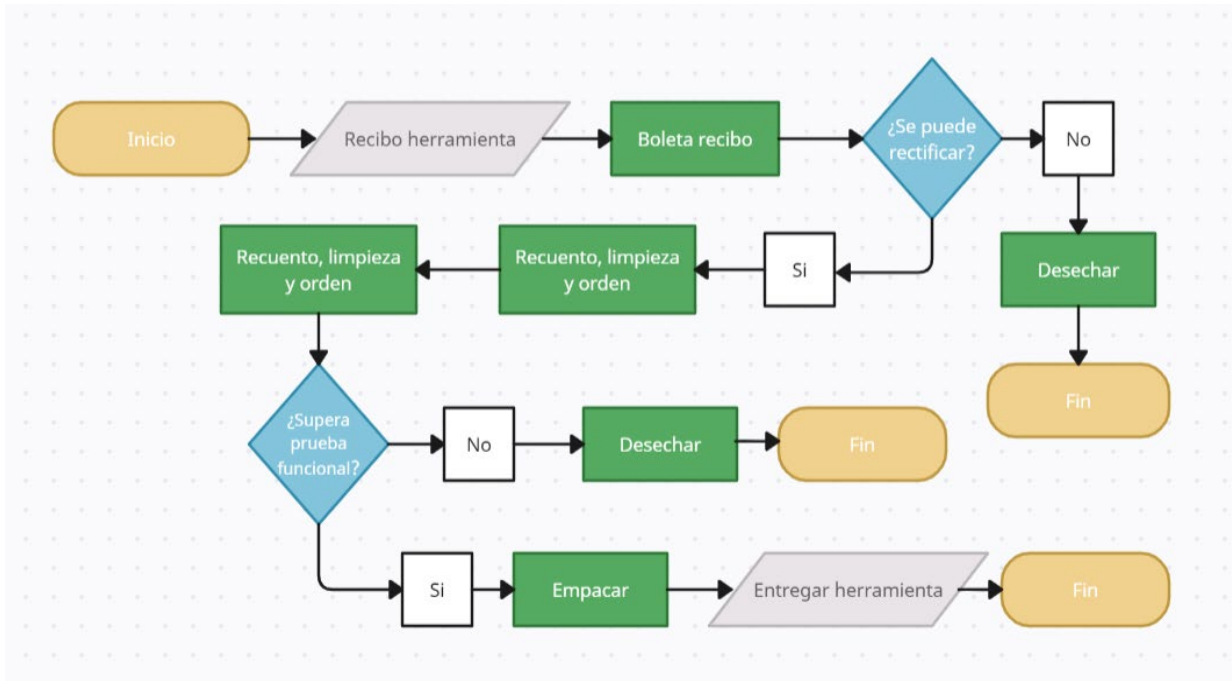 Inicio
Recibo herramienta
Boleta recibo
¿Se puede
rectificar?
No
Desechar
Fin
Si
Recuento, limpieza
y orden
Recuento, limpieza
y orden
¿Supera
prueba
funcional?
No
Desechar
Fin
Si
Empacar
Entregar herramienta
Fin